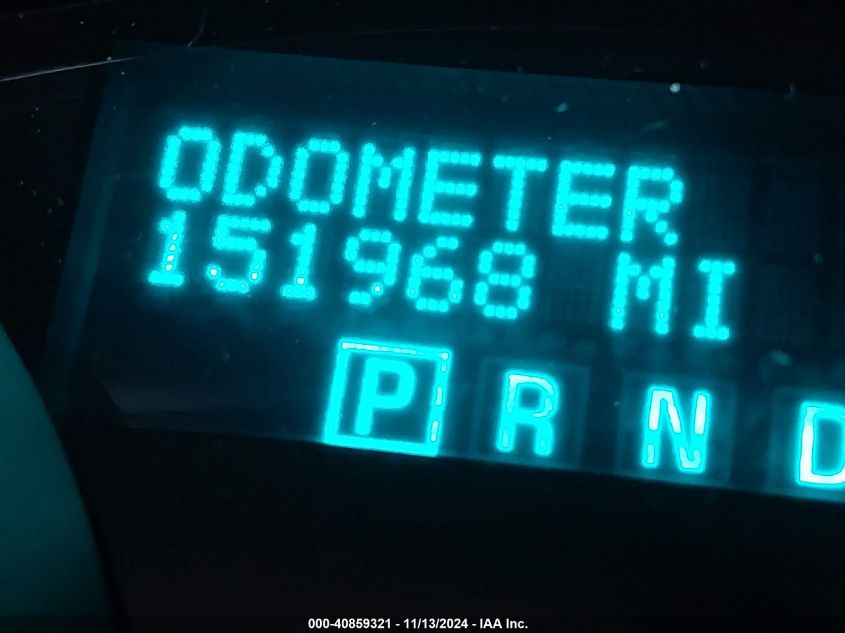 ODOMETER
151968 MI
P R N D
000-40859321 - 11/13/2024 - IAA Inc.